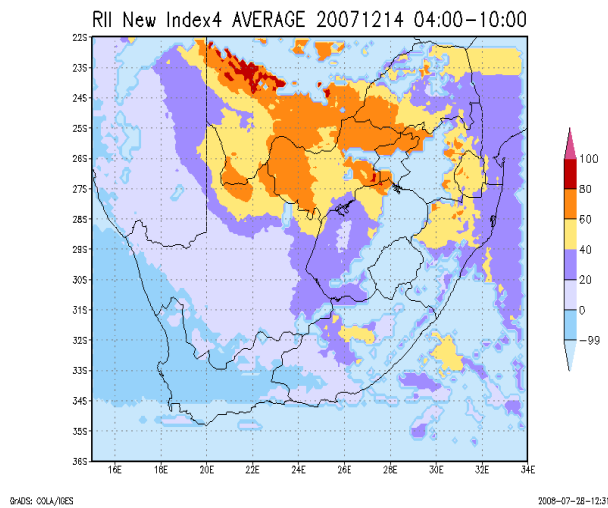 RII New Index4 AVERAGE 20071214 04:00-10:00
22S
23S
24S
25S
26S
27S
28S
29S
30S
31S
32S
33S
34S
35S
36S
16E 18E 20E 22E 24E 26E 28E 30E 32E 34E
100
80
60
40
20
0
-99
GrADS: COLA/IGES
2008-07-28-12:31